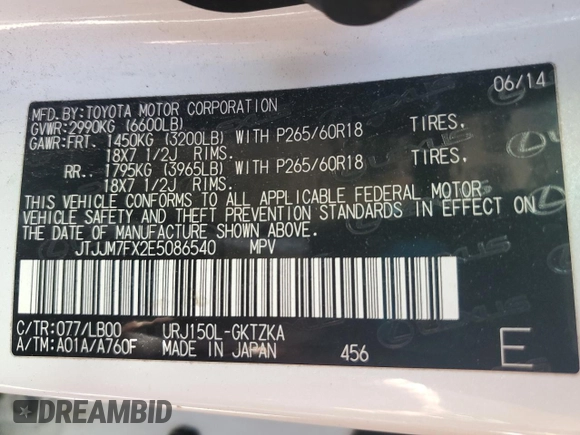 06/14
MFD.BY:TOYOTA MOTOR CORPORATION
GVWR:2990KG (6600LB)
GAWR:FRT. 1450KG (3200LB) WITH P265/60R18 TIRES,
18X7 1/2J RIMS.
RR.. 1795KG (3965LB) WITH P265/60R18 TIRES,
18X7 1/2J RIMS.
THIS VEHICLE CONFORMS TO ALL APPLICABLE FEDERAL MOTOR
VEHICLE SAFETY AND THEFT PREVENTION STANDARDS IN EFFECT ON
THE DATE OF MANUFACTURE SHOWN ABOVE.
JTJJM7FX2E5086540 MPV
C/TR:077/LB00 URJ150L-GKTZKA
A/TM:A01A/A760F MADE IN JAPAN 456 E
LEXUS
DREAMBID